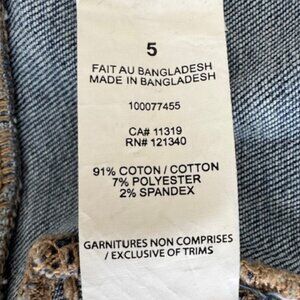 5
FAIT AU BANGLADESH
MADE IN BANGLADESH
100077455
CA# 11319
RN# 121340
91% COTON / COTTON
7% POLYESTER
2% SPANDEX
GARNITURES NON COMPRISES
/ EXCLUSIVE OF TRIMS